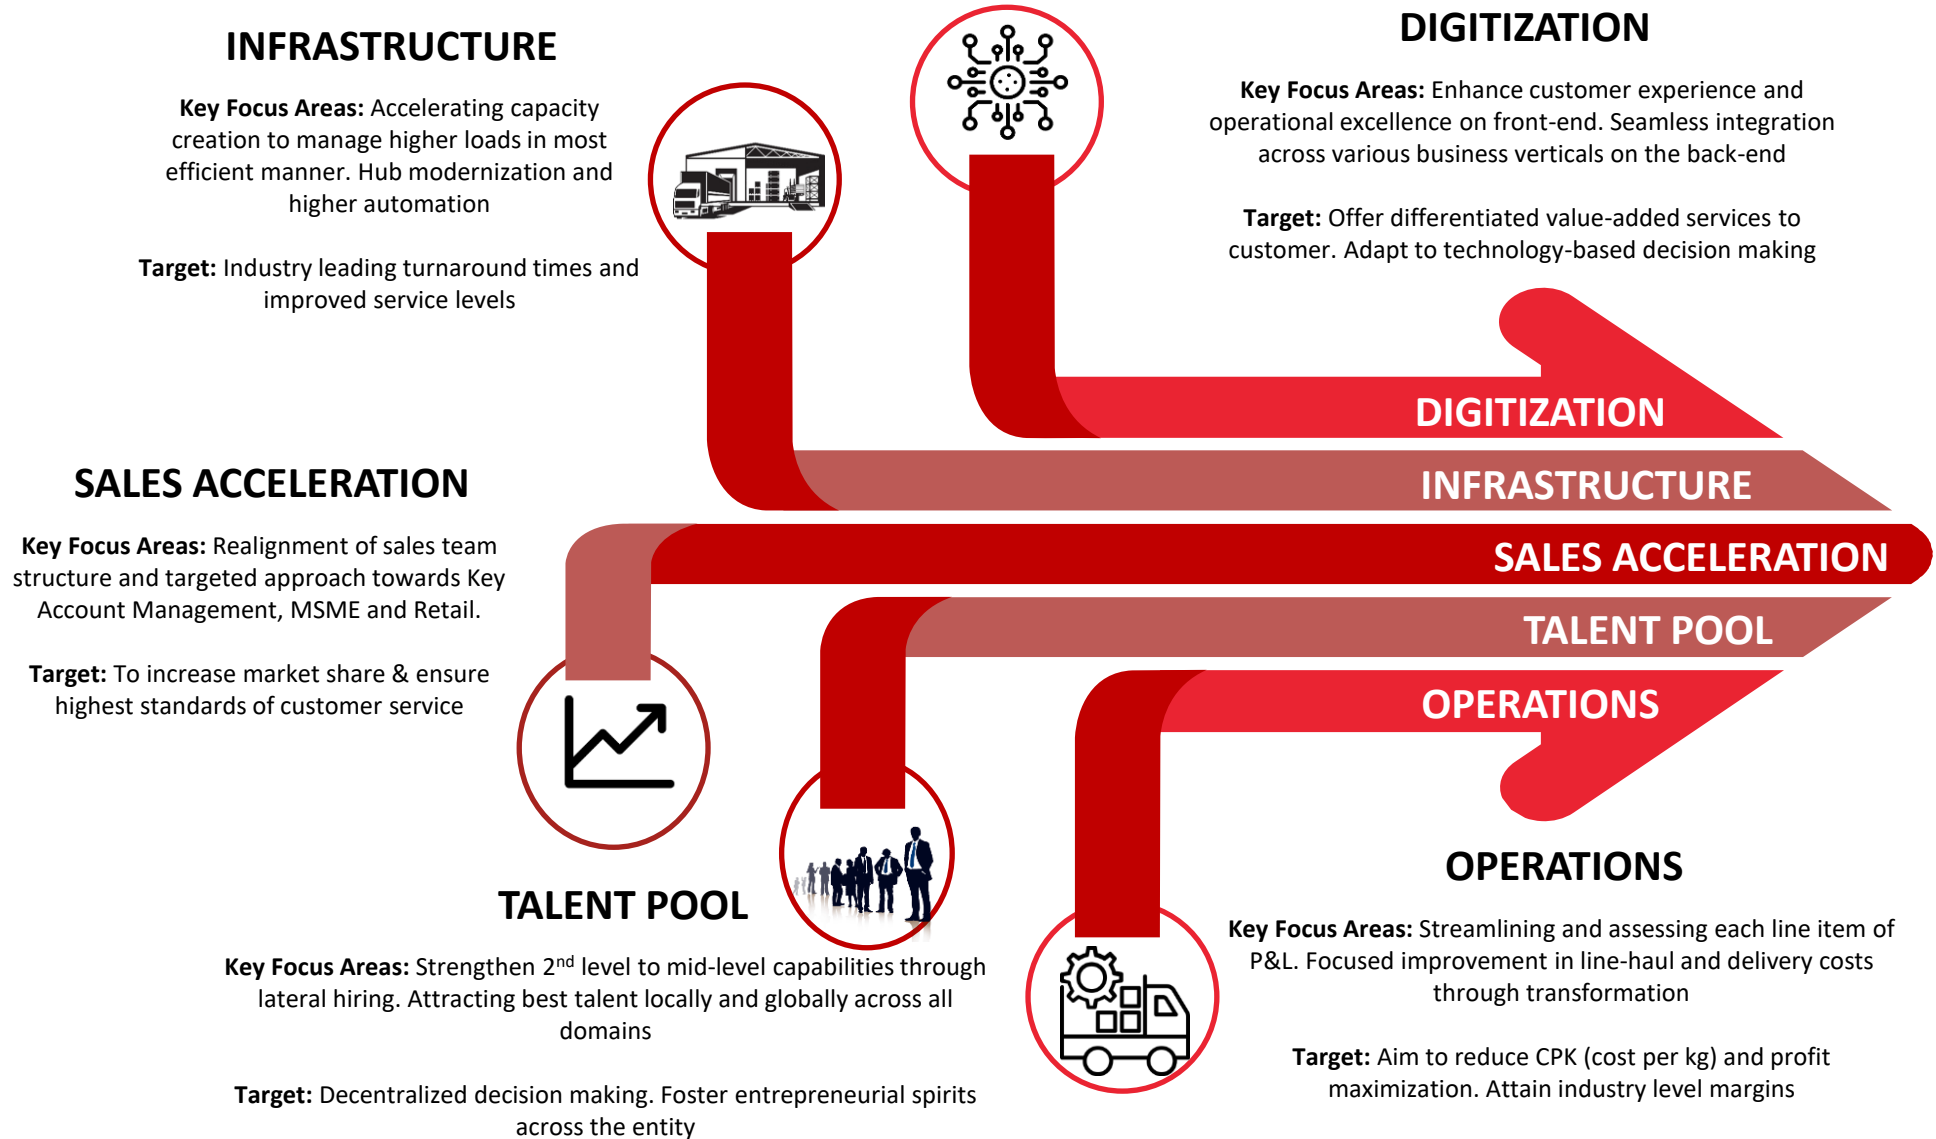 INFRASTRUCTURE
Key Focus Areas: Accelerating capacity
creation to manage higher loads in most
efficient manner. Hub modernization and
higher automation
Target: Industry leading turnaround times and
improved service levels
DIGITIZATION
Key Focus Areas: Enhance customer experience and
operational excellence on front-end. Seamless integration
across various business verticals on the back-end
Target: Offer differentiated value-added services to
customer. Adapt to technology-based decision making
DIGITIZATION
INFRASTRUCTURE
SALES ACCELERATION
TALENT POOL
OPERATIONS
SALES ACCELERATION
Key Focus Areas: Realignment of sales team
structure and targeted approach towards Key
Account Management, MSME and Retail.
Target: To increase market share & ensure
highest standards of customer service
TALENT POOL
Key Focus Areas: Strengthen 2nd level to mid-level capabilities through
lateral hiring. Attracting best talent locally and globally across all
domains
Target: Decentralized decision making. Foster entrepreneurial spirits
across the entity
OPERATIONS
Key Focus Areas: Streamlining and assessing each line item of
P&L. Focused improvement in line-haul and delivery costs
through transformation
Target: Aim to reduce CPK (cost per kg) and profit
maximization. Attain industry level margins